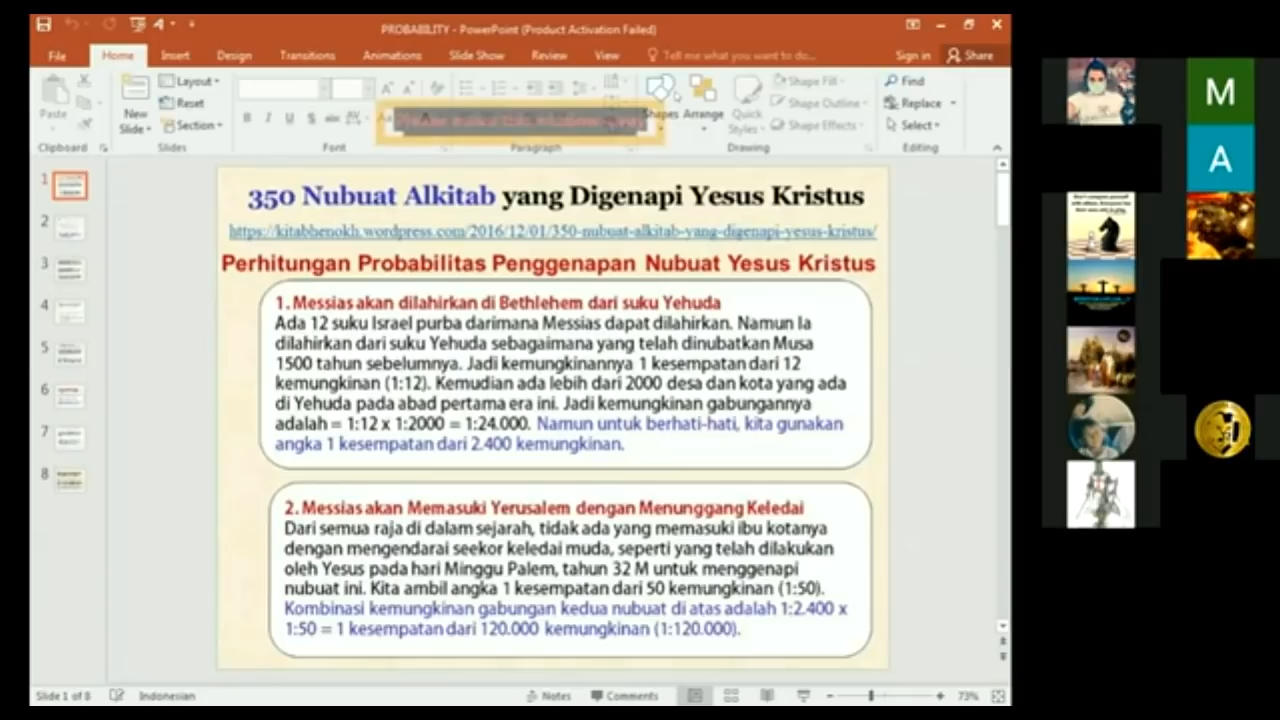 PROBABILITY - PowerPoint (Product Activation Failed)
File Home Insert Design Transitions Animations Slide Show Review View Tell me what you want to do... Sign in Share
Paste
New Slide
Layout
Reset
Section
Shapes Arrange Quick Styles
Shape Fill
Shape Outline
Shape Effects
Find
Replace
Select
Clipboard Slides Font Paragraph Drawing Editing
1
2
3
4
5
6
7
8
350 Nubuat Alkitab yang Digenapi Yesus Kristus
https://kitabhenokh.wordpress.com/2016/12/01/350-nubuat-alkitab-yang-digenapi-yesus-kristus/
Perhitungan Probabilitas Penggenapan Nubuat Yesus Kristus
1. Messias akan dilahirkan di Bethlehem dari suku Yehuda
Ada 12 suku Israel purba darimana Messias dapat dilahirkan. Namun Ia
dilahirkan dari suku Yehuda sebagaimana yang telah dinubuatkan Musa
1500 tahun sebelumnya. Jadi kemungkinannya 1 kesempatan dari 12
kemungkinan (1:12). Kemudian ada lebih dari 2000 desa dan kota yang ada
di Yehuda pada abad pertama era ini. Jadi kemungkinan gabungannya
adalah = 1:12 x 1:2000 = 1:24.000. Namun untuk berhati-hati, kita gunakan
angka 1 kesempatan dari 2.400 kemungkinan.
2. Messias akan Memasuki Yerusalem dengan Menunggang Keledai
Dari semua raja di dalam sejarah, tidak ada yang memasuki ibu kotanya
dengan mengendarai seekor keledai muda, seperti yang telah dilakukan
oleh Yesus pada hari Minggu Palem, tahun 32 M untuk menggenapi
nubuat ini. Kita ambil angka 1 kesempatan dari 50 kemungkinan (1:50).
Kombinasi kemungkinan gabungan kedua nubuat di atas adalah 1:2.400 x
1:50 = 1 kesempatan dari 120.000 kemungkinan (1:120.000).
Slide 1 of 8 Indonesian Notes Comments 73%
M
A